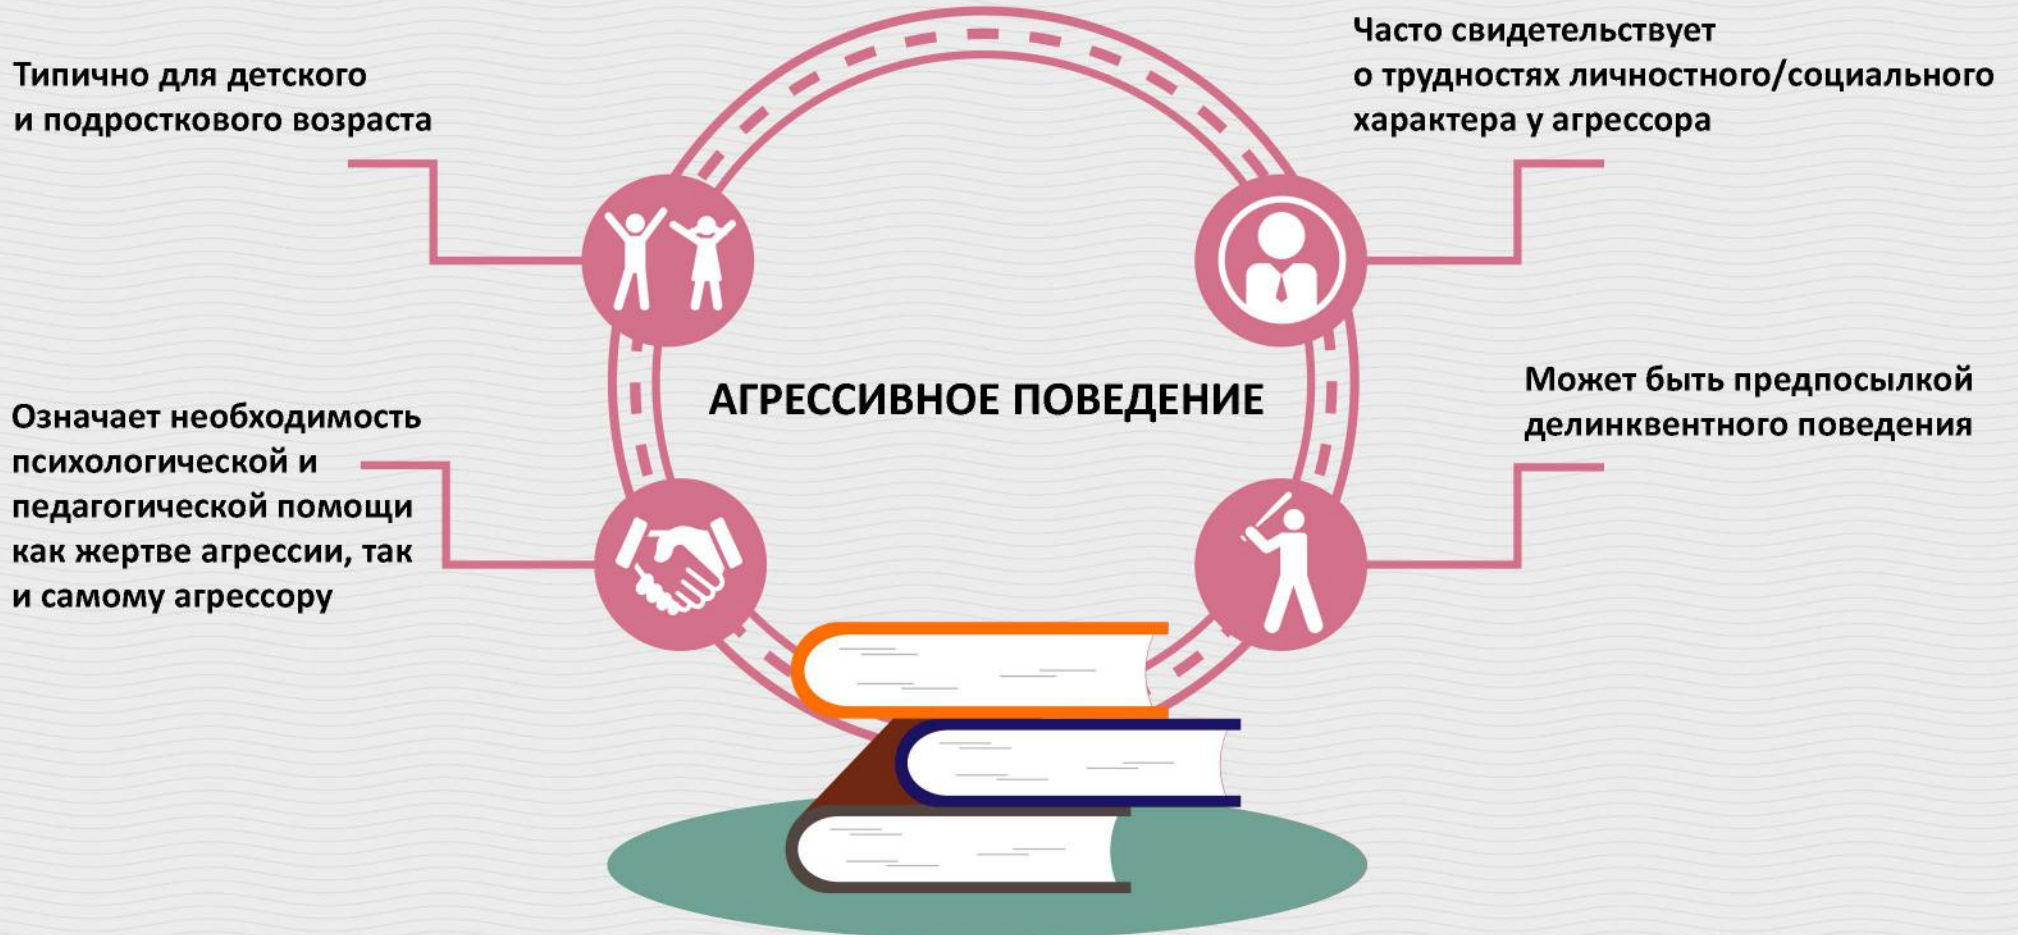 Типично для детского
и подросткового возраста
Часто свидетельствует
о трудностях личностного/социального
характера у агрессора
АГРЕССИВНОЕ ПОВЕДЕНИЕ
Означает необходимость
психологической и
педагогической помощи
как жертве агрессии, так
и самому агрессору
Может быть предпосылкой
делинквентного поведения